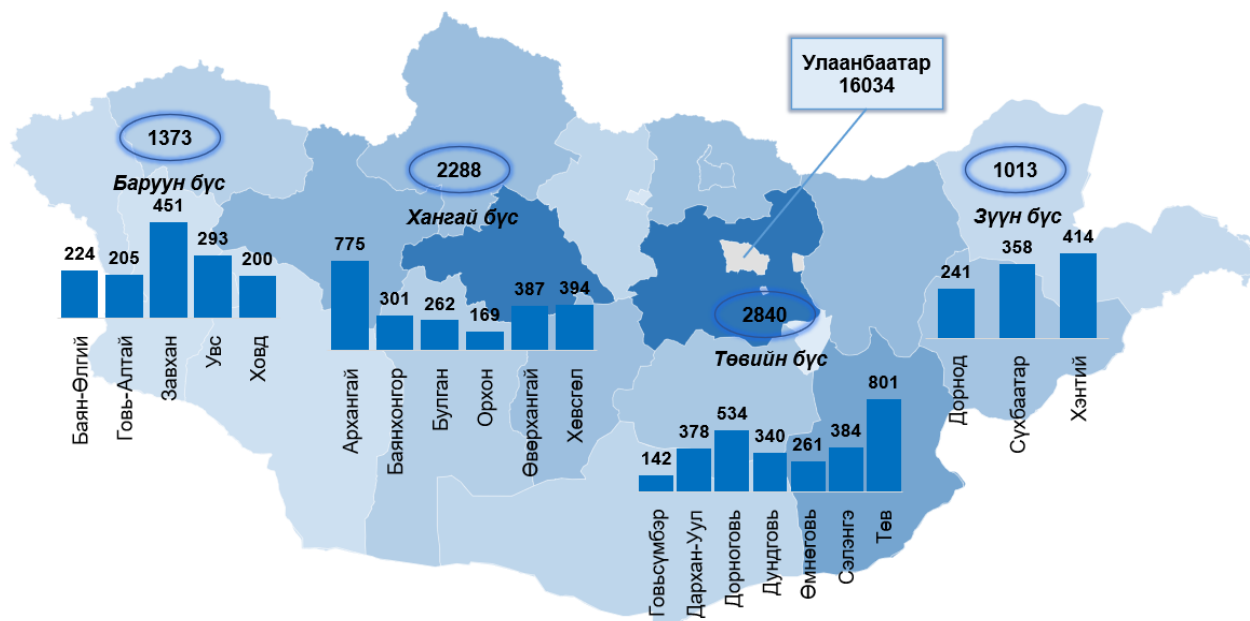 Улаанбаатар
16034
1373
Баруун бүс
451
224
205
293
200
Баян-Өлгий
Говь-Алтай
Завхан
Увс
Ховд
2288
Хангай бүс
775
301
262
169
387
394
Архангай
Баянхонгор
Булган
Орхон
Өвөрхангай
Хөвсгөл
2840
Төвийн бүс
142
378
534
340
261
384
801
Говьсүмбэр
Дархан-Уул
Дорноговь
Дундговь
Өмнөговь
Сэлэнгэ
Төв
1013
Зүүн бүс
241
358
414
Дорнод
Сүхбаатар
Хэнтий